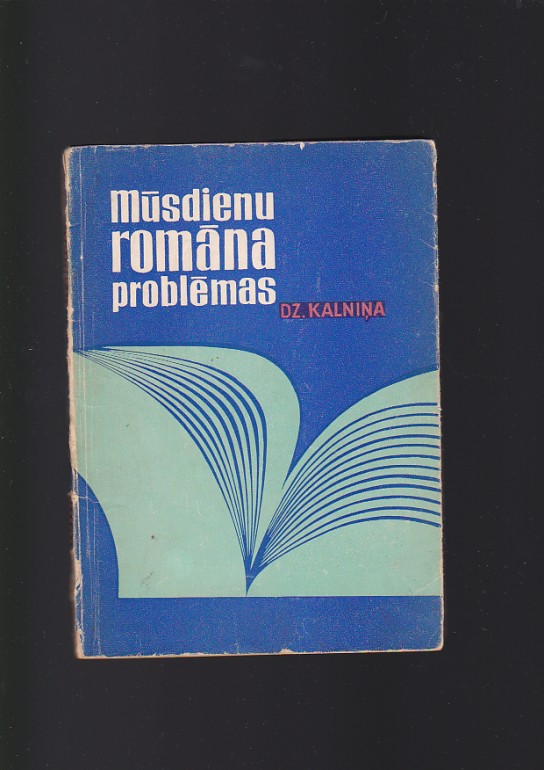 Mūsdienu
romāna
problēmas
DZ. KALNIŅA